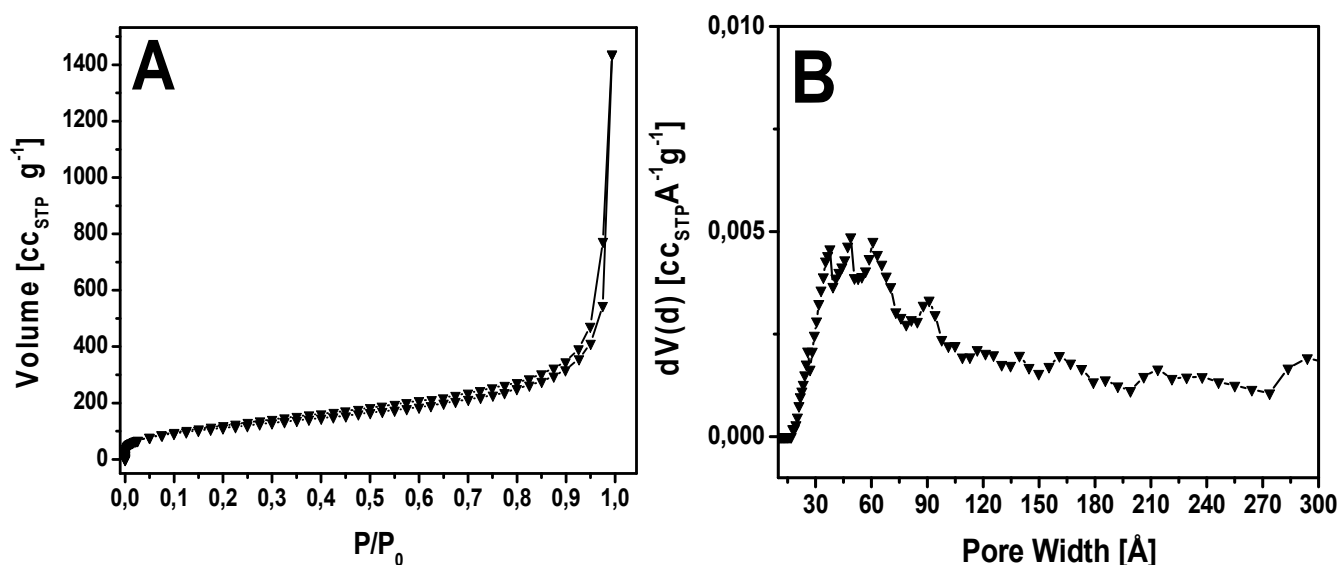 A
Volume [cc_STP g^-1]
1400
1200
1000
800
600
400
200
0
0,0 0,1 0,2 0,3 0,4 0,5 0,6 0,7 0,8 0,9 1,0
P/P_0
B
dV(d) [cc_STP A^-1 g^-1]
0,010
0,005
0,000
30 60 90 120 150 180 210 240 270 300
Pore Width [Å]